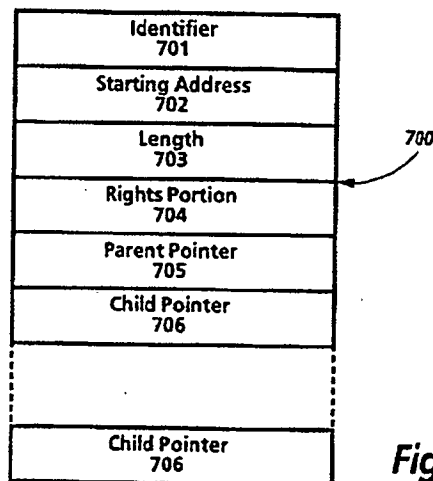 Identifier
701
Starting Address
702
Length
703
700
Rights Portion
704
Parent Pointer
705
Child Pointer
706
Child Pointer
706
Fig